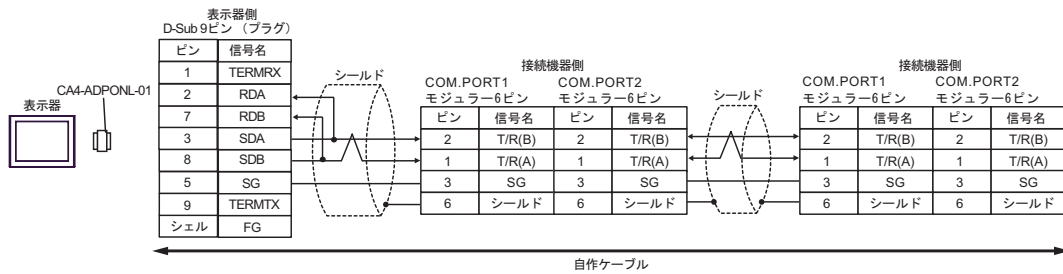 表示器側
D-Sub 9ピン （プラグ）
ピン 信号名
1 TERMRX
2 RDA
7 RDB
3 SDA
8 SDB
5 SG
9 TERMTX
シェル FG
表示器
CA4-ADPONL-01
シールド
接続機器側
COM.PORT1 COM.PORT2
モジュラー6ピン モジュラー6ピン
ピン 信号名 ピン 信号名
2 T/R(B) 2 T/R(B)
1 T/R(A) 1 T/R(A)
3 SG 3 SG
6 シールド 6 シールド
シールド
接続機器側
COM.PORT1 COM.PORT2
モジュラー6ピン モジュラー6ピン
ピン 信号名 ピン 信号名
2 T/R(B) 2 T/R(B)
1 T/R(A) 1 T/R(A)
3 SG 3 SG
6 シールド 6 シールド
自作ケーブル